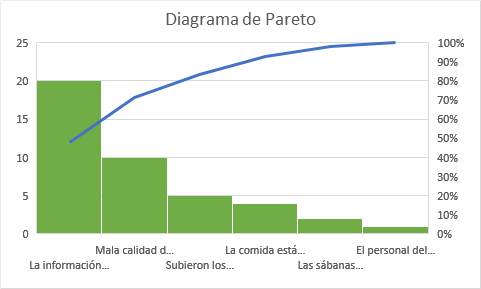 Diagrama de Pareto
25
20
15
10
5
0
100%
90%
80%
70%
60%
50%
40%
30%
20%
10%
0%
La información...
Mala calidad d...
Subieron los...
La comida está...
Las sábanas...
El personal del...